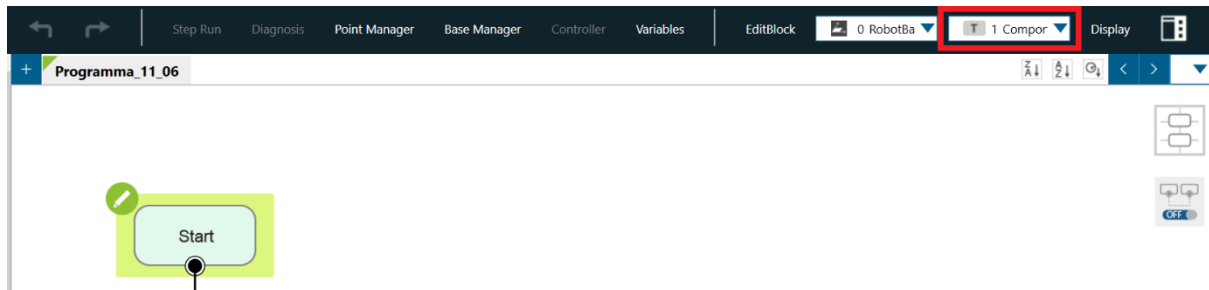 Step Run Diagnosis Point Manager Base Manager Controller Variables EditBlock 0 RobotBa T 1 Compor Display
+ Programma_11_06 Z A A Z < >
Start
OFF